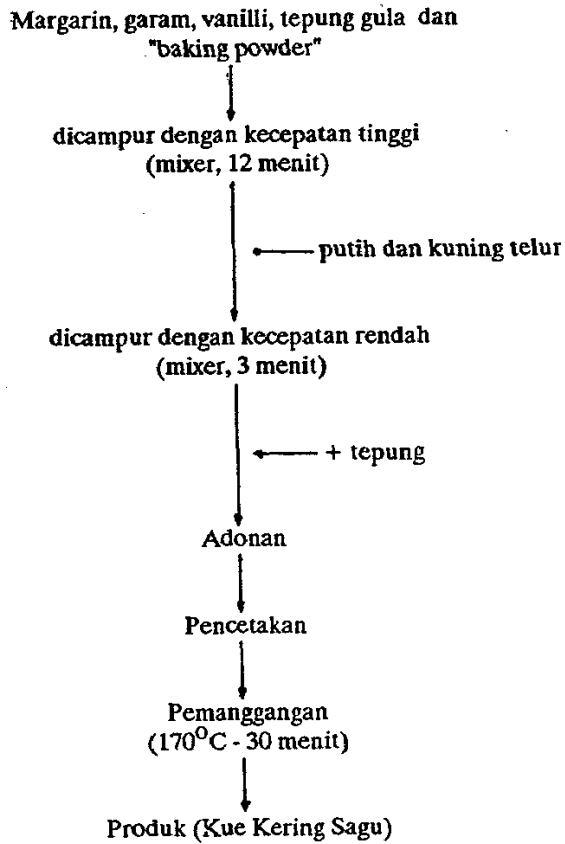 Margarin, garam, vanilli, tepung gula dan
"baking powder"
dicampur dengan kecepatan tinggi
(mixer, 12 menit)
putih dan kuning telur
dicampur dengan kecepatan rendah
(mixer, 3 menit)
+ tepung
Adonan
Pencetakan
Pemanggangan
(170°C - 30 menit)
Produk (Kue Kering Sagu)